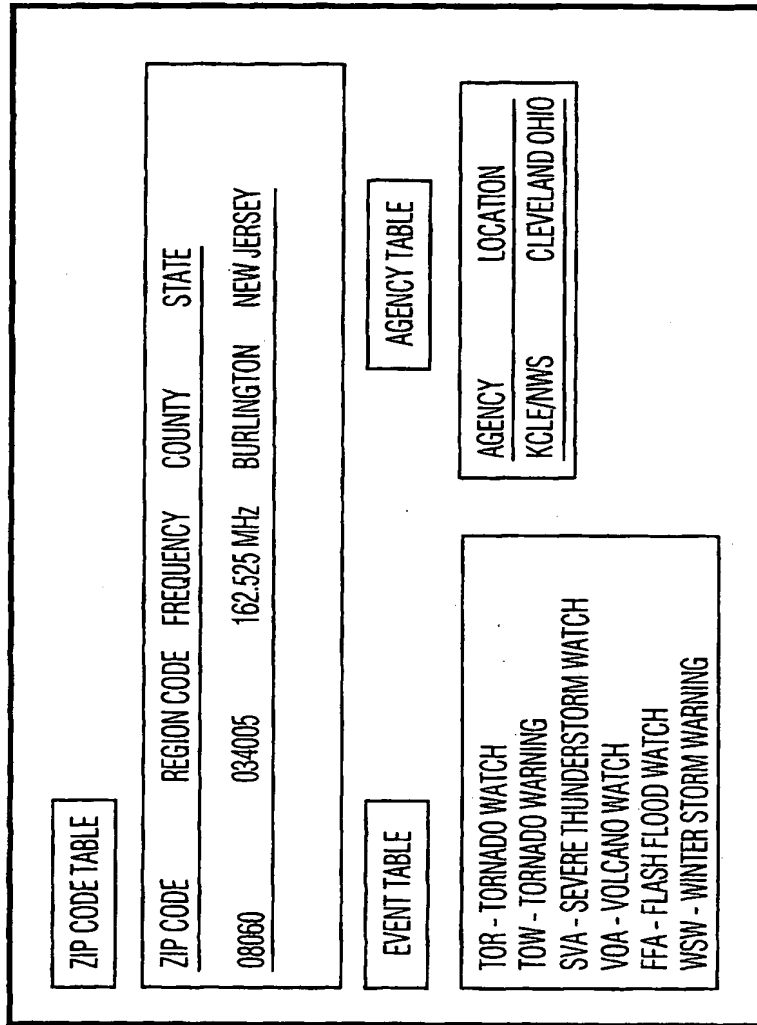 ZIP CODE TABLE
ZIP CODE REGION CODE FREQUENCY COUNTY STATE
08060 034005 162.525 MHz BURLINGTON NEW JERSEY
EVENT TABLE
TOR - TORNADO WATCH
TOW - TORNADO WARNING
SVA - SEVERE THUNDERSTORM WATCH
VOA - VOLCANO WATCH
FFA - FLASH FLOOD WATCH
WSW - WINTER STORM WARNING
AGENCY TABLE
AGENCY LOCATION
KCLE/NWS CLEVELAND OHIO